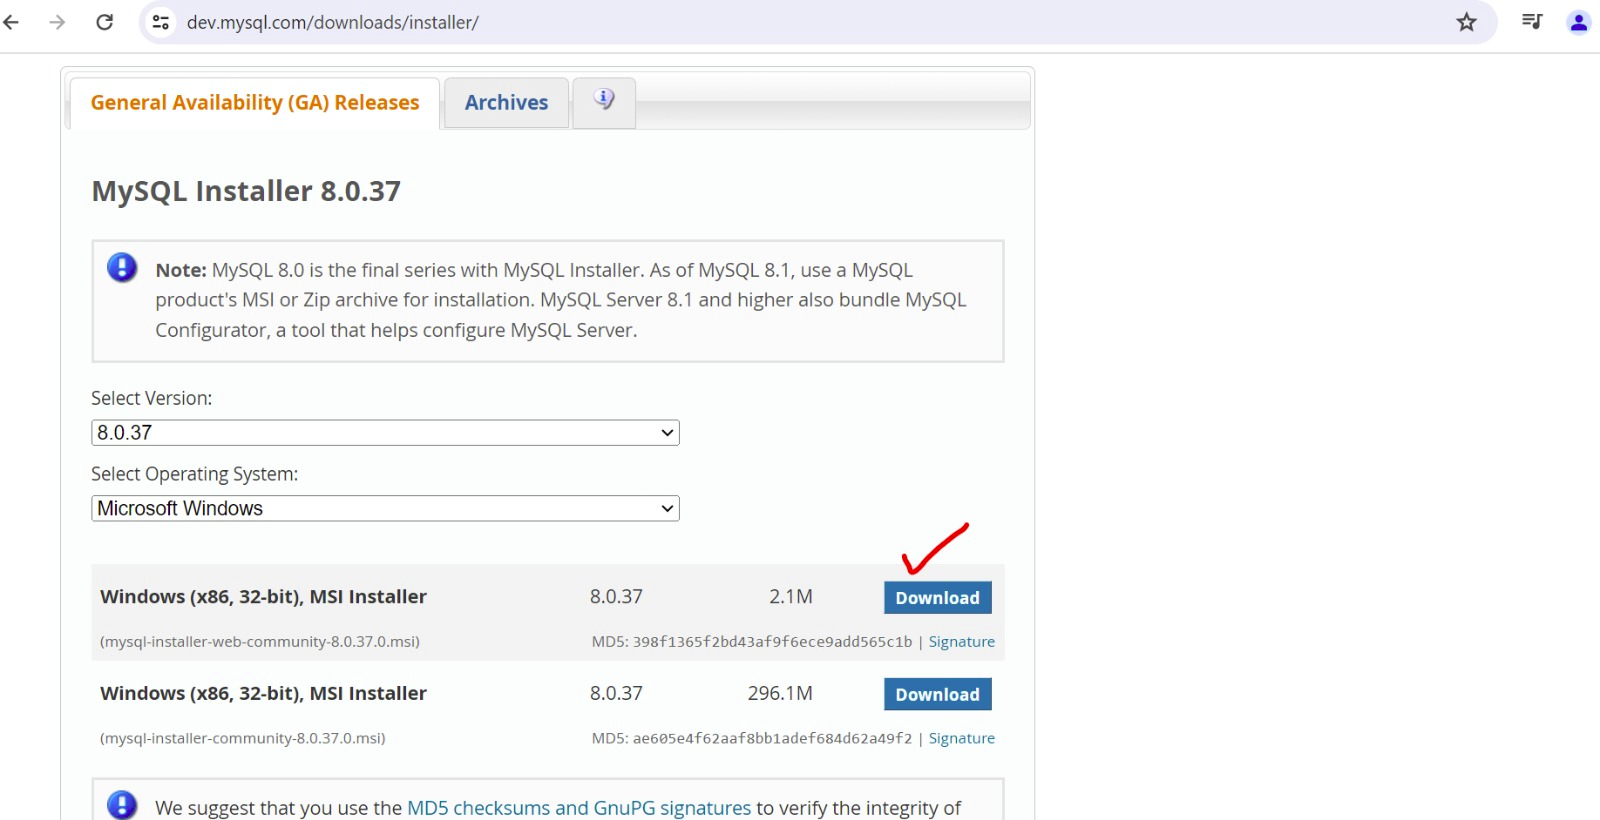 dev.mysql.com/downloads/installer/
General Availability (GA) Releases
Archives
MySQL Installer 8.0.37
Note: MySQL 8.0 is the final series with MySQL Installer. As of MySQL 8.1, use a MySQL
product's MSI or Zip archive for installation. MySQL Server 8.1 and higher also bundle MySQL
Configurator, a tool that helps configure MySQL Server.
Select Version:
8.0.37
Select Operating System:
Microsoft Windows
Windows (x86, 32-bit), MSI Installer 8.0.37 2.1M Download
(mysql-installer-web-community-8.0.37.0.msi) MD5: 398f1365f2bd43af9f6ece9add565c1b | Signature
Windows (x86, 32-bit), MSI Installer 8.0.37 296.1M Download
(mysql-installer-community-8.0.37.0.msi) MD5: ae605e4f62aaf8bb1adef684d62a49f2 | Signature
We suggest that you use the MD5 checksums and GnuPG signatures to verify the integrity of